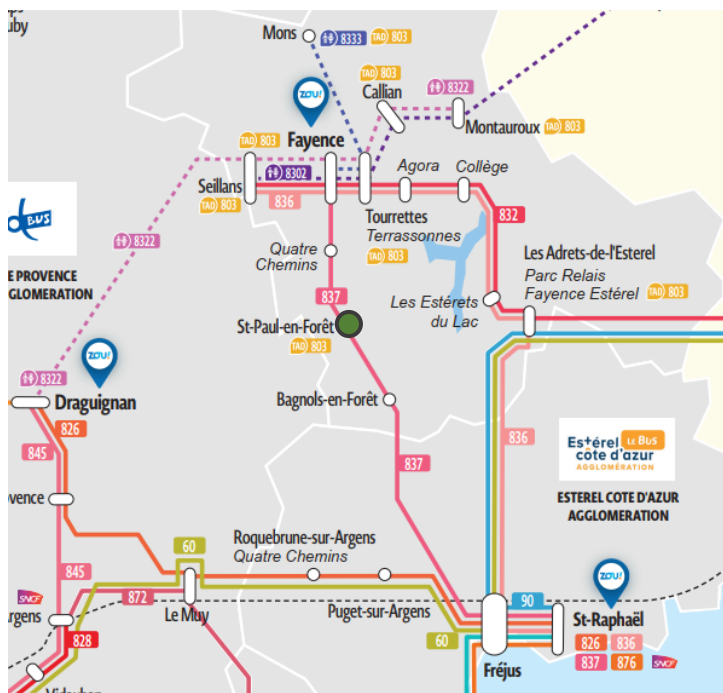 uby
Mons
8333
TAD 803
ZOU!
TAD 803
Callian
8322
Montauroux
TAD 803
TAD 803
Fayence
Seillans
TAD 803
8302
836
Agora
Collège
Tourrettes
Terrassonnes
TAD 803
832
Quatre
Chemins
8322
BUS
E PROVENCE
GGLOMERATION
Les Adrets-de-l'Esterel
Parc Relais
Fayence Estérel
TAD 803
Les Estérets
du Lac
837
St-Paul-en-Forêt
TAD 803
ZOU!
8322
Draguignan
826
845
Bagnols-en-Forêt
837
836
Estérel LE BUS
côte d'azur
AGGLOMÉRATION
ESTEREL COTE D'AZUR
AGGLOMERATION
ovence
60
Roquebrune-sur-Argens
Quatre Chemins
845
872
SNCF
Argens
828
Le Muy
Puget-sur-Argens
60
90
ZOU!
St-Raphaël
826 836
837 876 SNCF
Fréjus
Vidauban